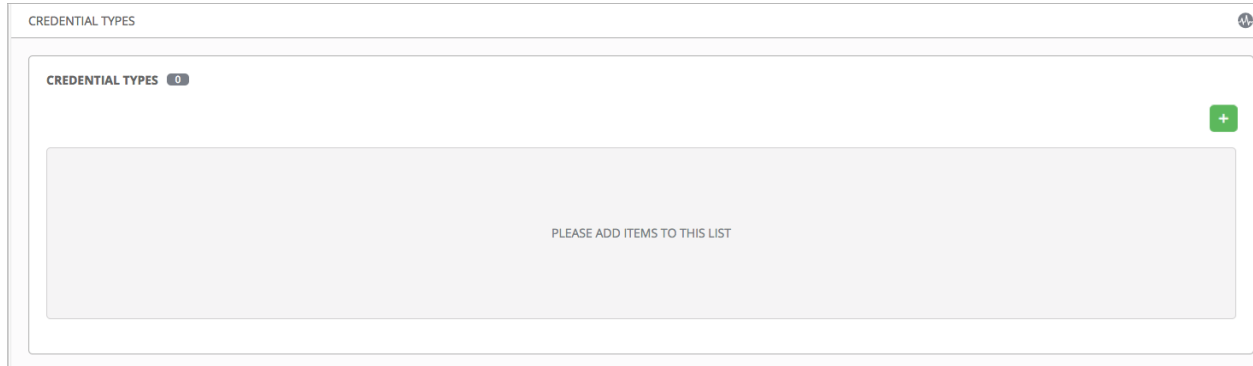 CREDENTIAL TYPES
CREDENTIAL TYPES 0
+
PLEASE ADD ITEMS TO THIS LIST